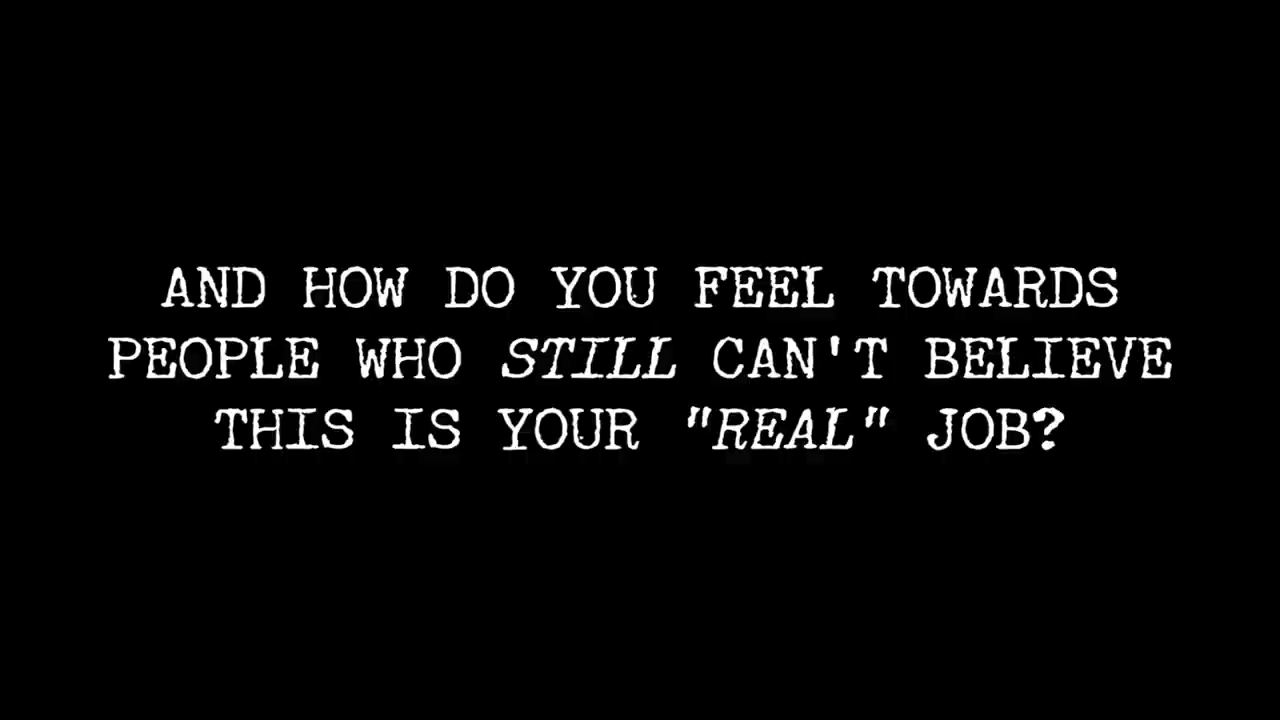 AND HOW DO YOU FEEL TOWARDS
PEOPLE WHO STILL CAN'T BELIEVE
THIS IS YOUR "REAL" JOB?